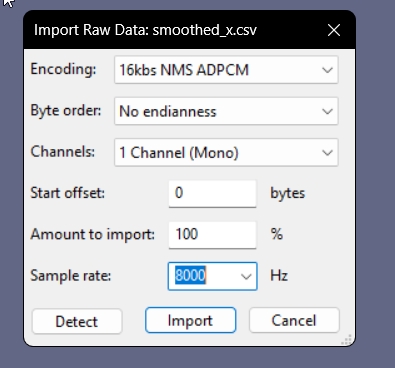 Import Raw Data: smoothed_x.csv
Encoding: 16kbs NMS ADPCM
Byte order: No endianness
Channels: 1 Channel (Mono)
Start offset: 0 bytes
Amount to import: 100 %
Sample rate: 8000 Hz
Detect Import Cancel